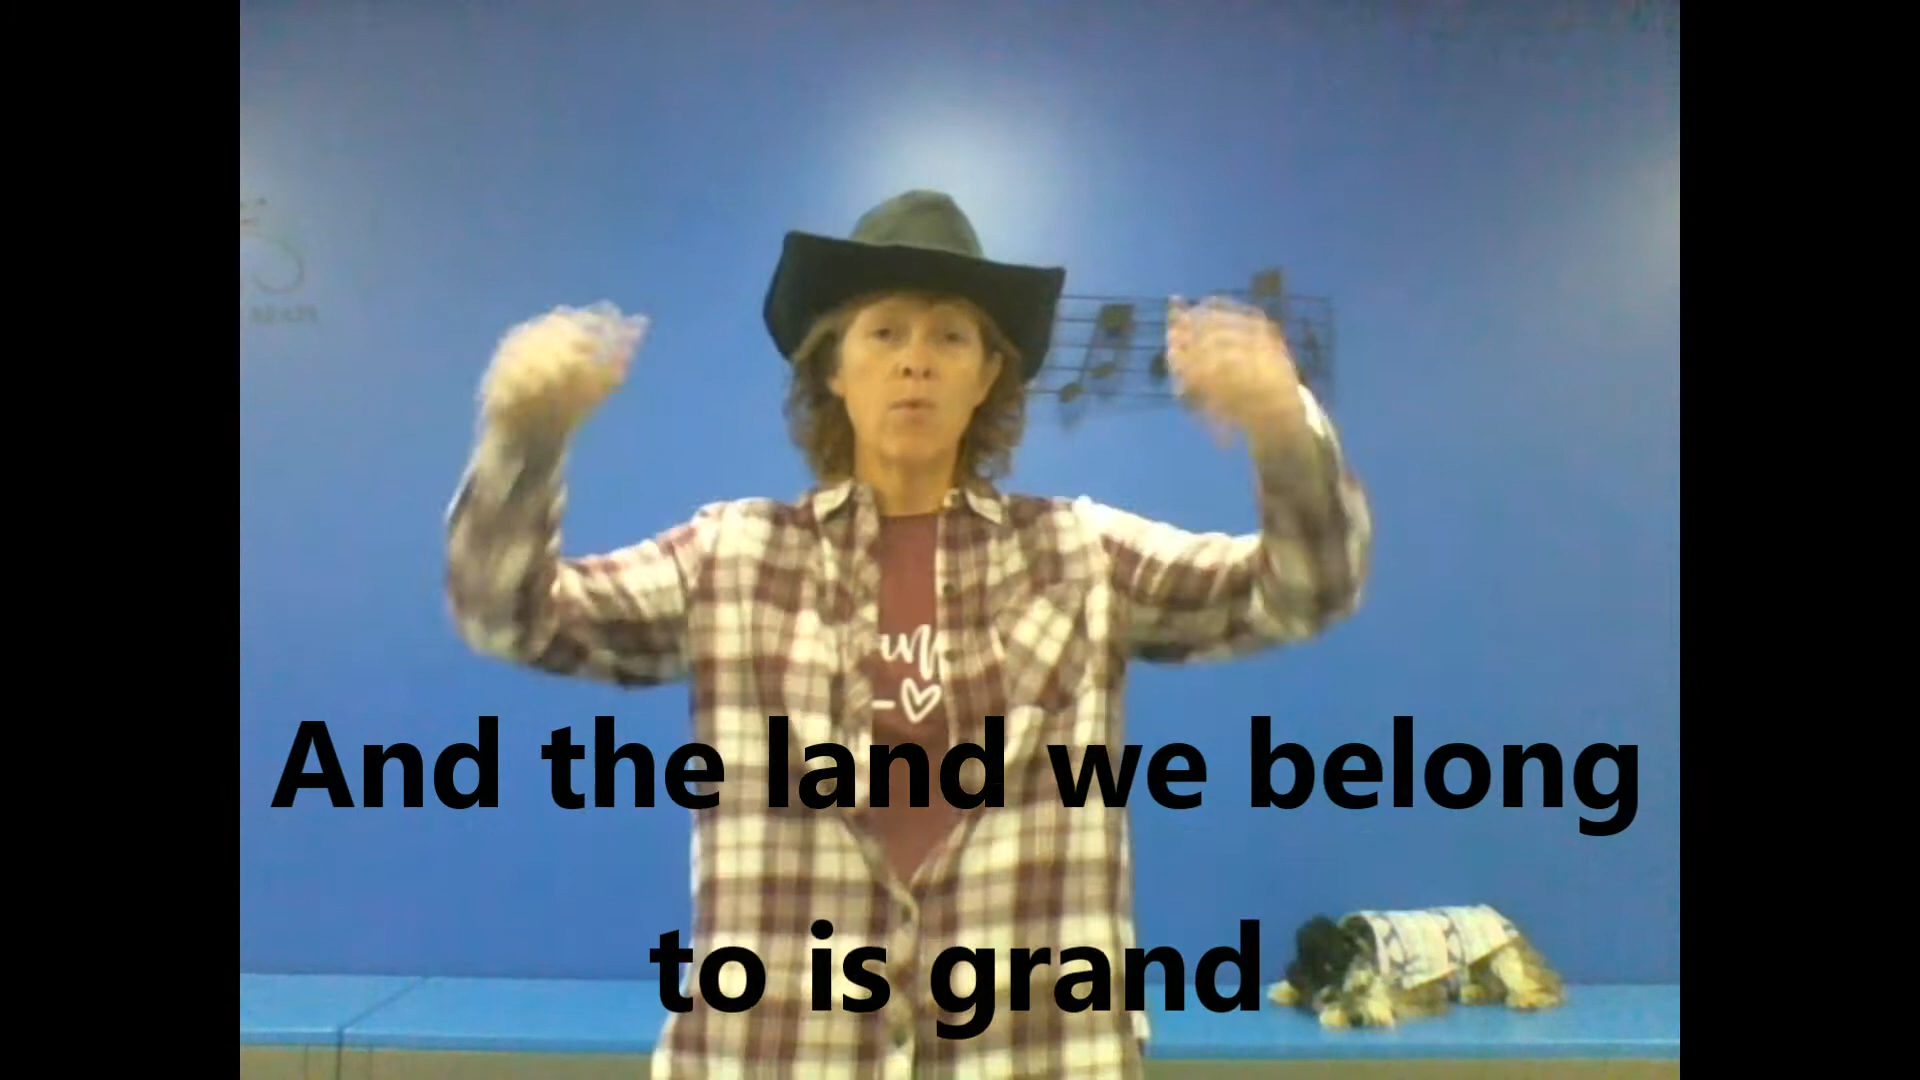 And the land we belong
to is grand